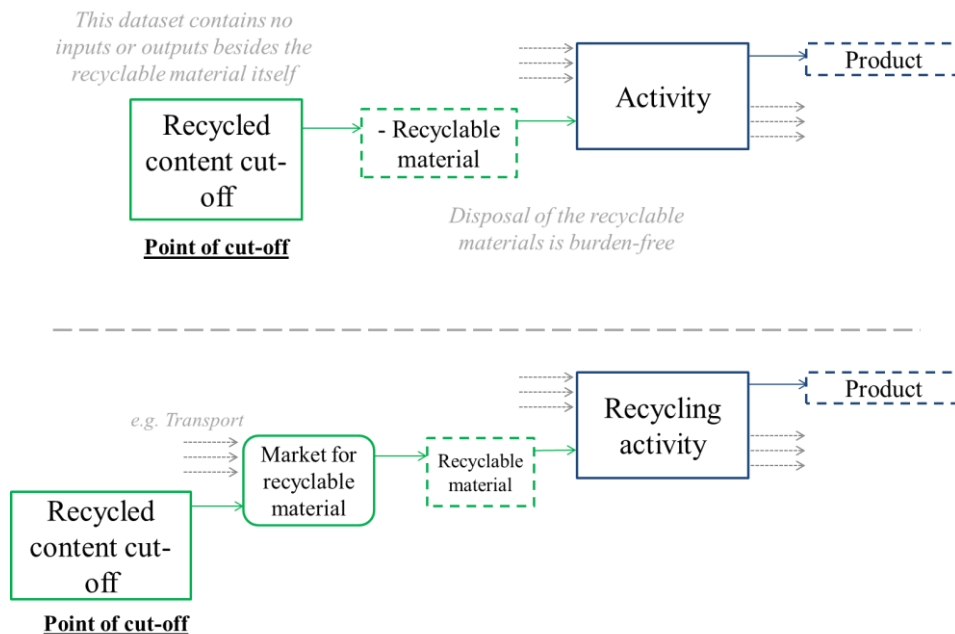 This dataset contains no
inputs or outputs besides the
recyclable material itself
Recycled
content cut-
off
Point of cut-off
- Recyclable
material
Activity
Product
Disposal of the recyclable
materials is burden-free
e.g. Transport
Recycled
content cut-
off
Point of cut-off
Market for
recyclable
material
Recyclable
material
Recycling
activity
Product